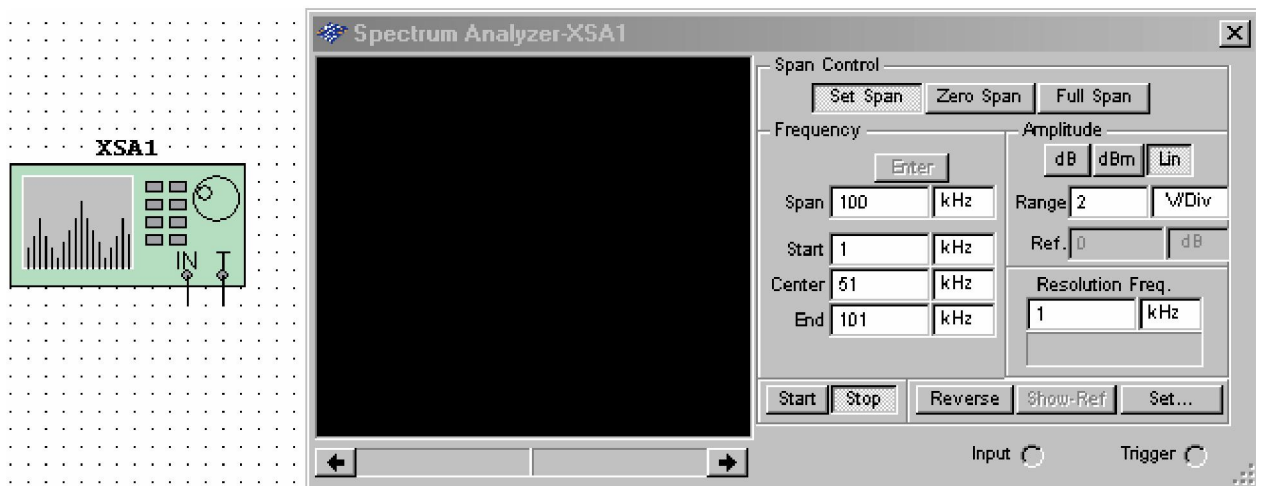 Spectrum Analyzer-XSA1
XSA1
IN T
Span Control
Set Span Zero Span Full Span
Frequency
Enter
Span 100 kHz
Start 1 kHz
Center 51 kHz
End 101 kHz
Amplitude
dB dBm Lin
Range 2 V/Div
Ref. 0 dB
Resolution Freq.
1 kHz
Start Stop Reverse Show-Ref Set...
Input Trigger